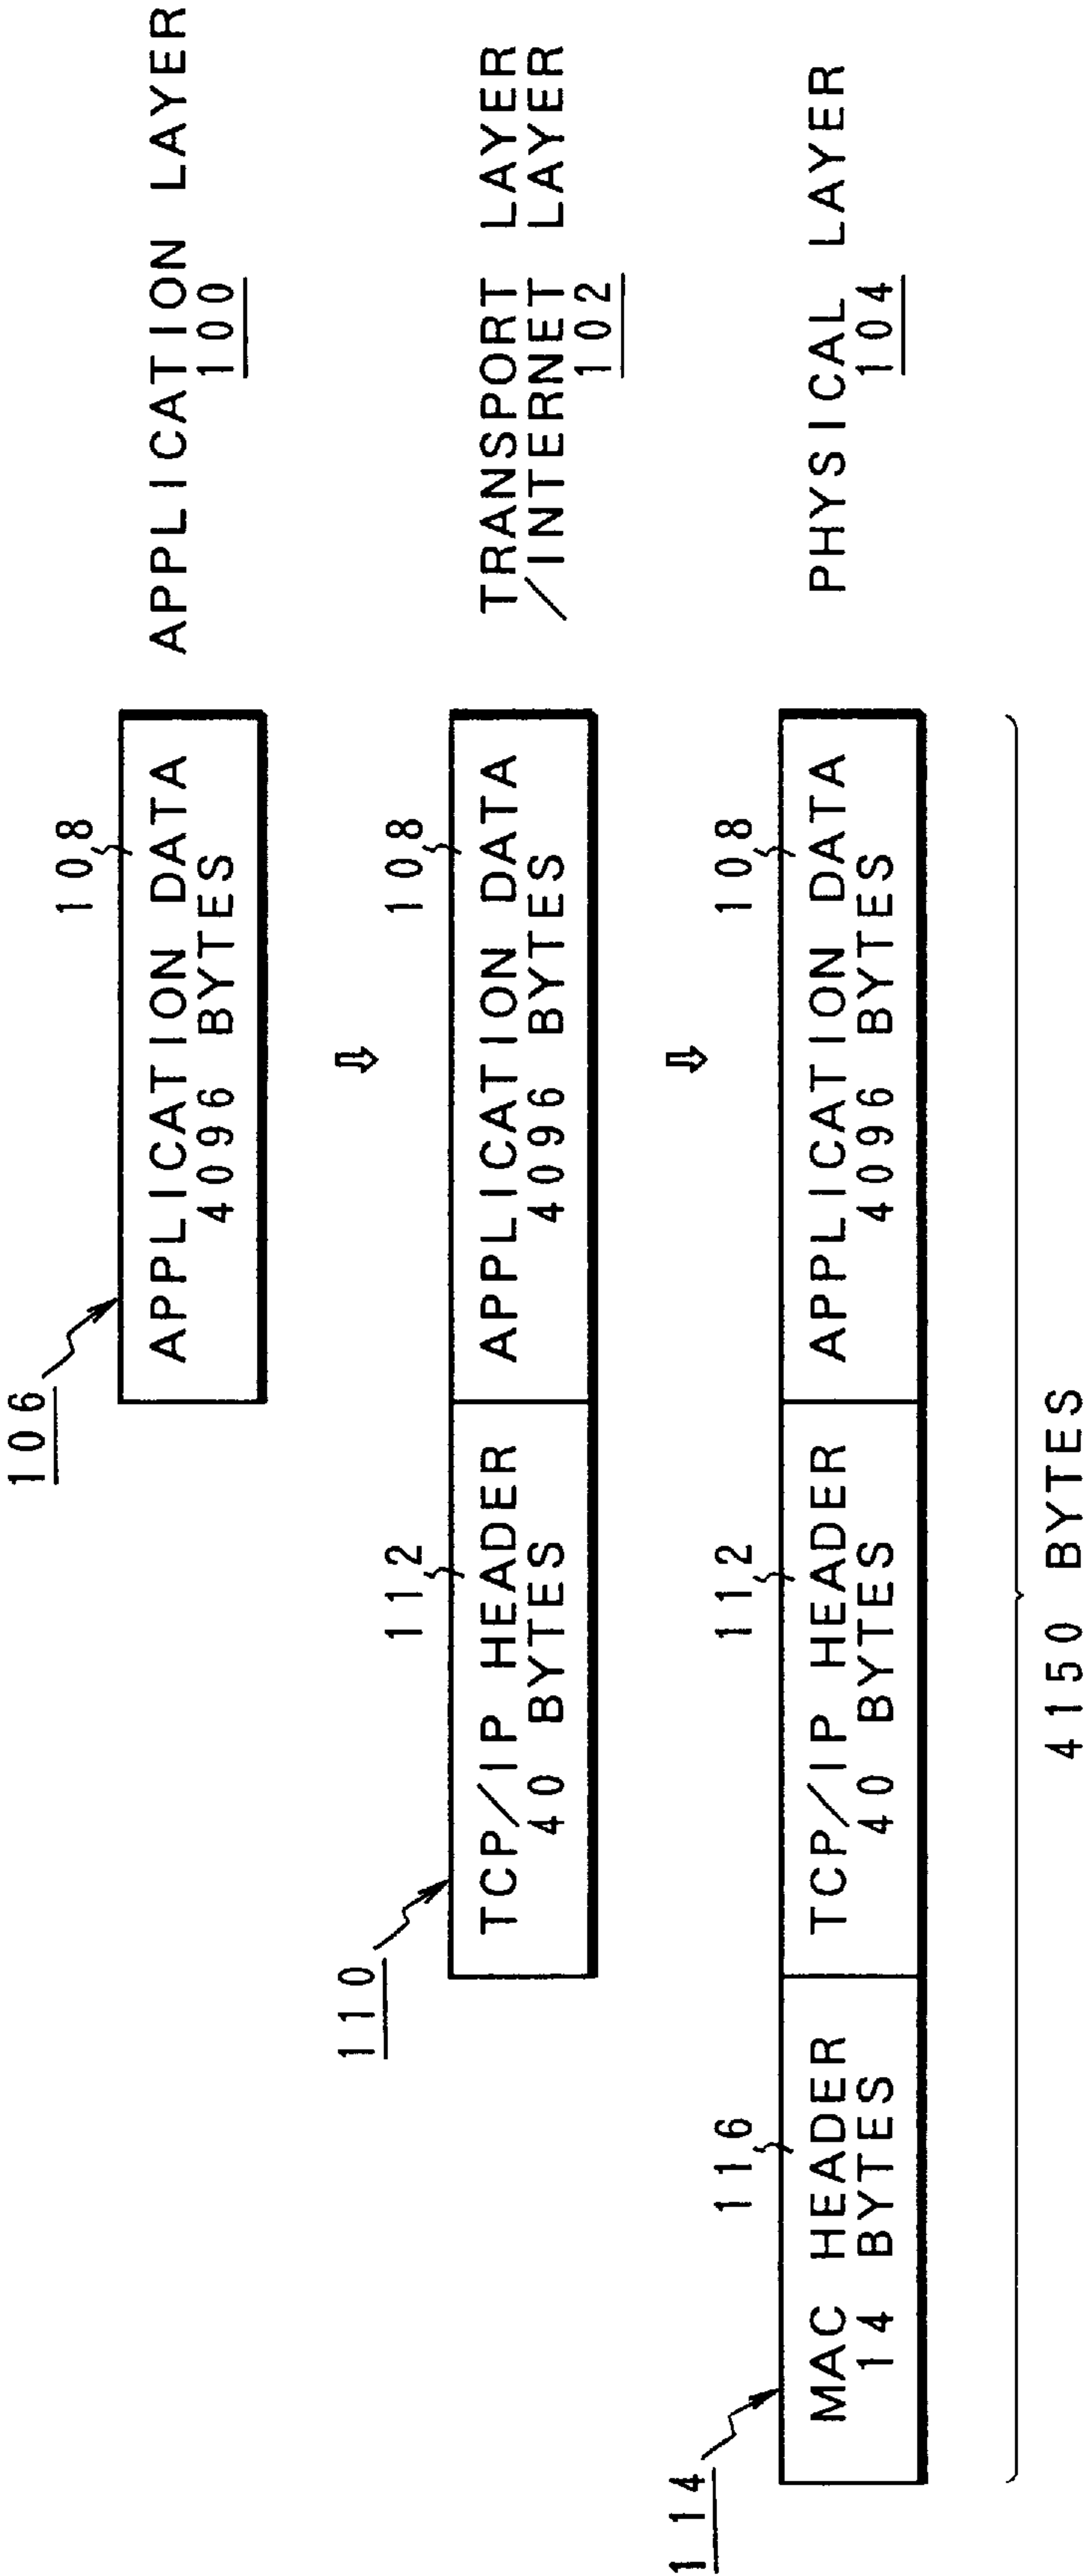 106
108
APPLICATION DATA
4096 BYTES
APPLICATION LAYER
100
⇩
110
112
108
TCP/IP HEADER
40 BYTES
APPLICATION DATA
4096 BYTES
TRANSPORT LAYER
/INTERNET LAYER
102
⇩
114
116
112
108
MAC HEADER
14 BYTES
TCP/IP HEADER
40 BYTES
APPLICATION DATA
4096 BYTES
PHYSICAL LAYER
104
4150 BYTES